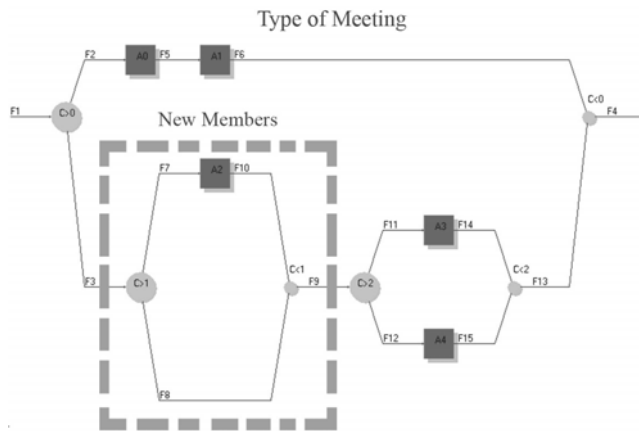 Type of Meeting
F2 A0 F5 A1 F6
F1 C>0 C<0 F4
New Members
F7 A2 F10
F11 A3 F14
F3 C>1 C<1 F9 C>2 C<2 F13
F12 A4 F15
F8